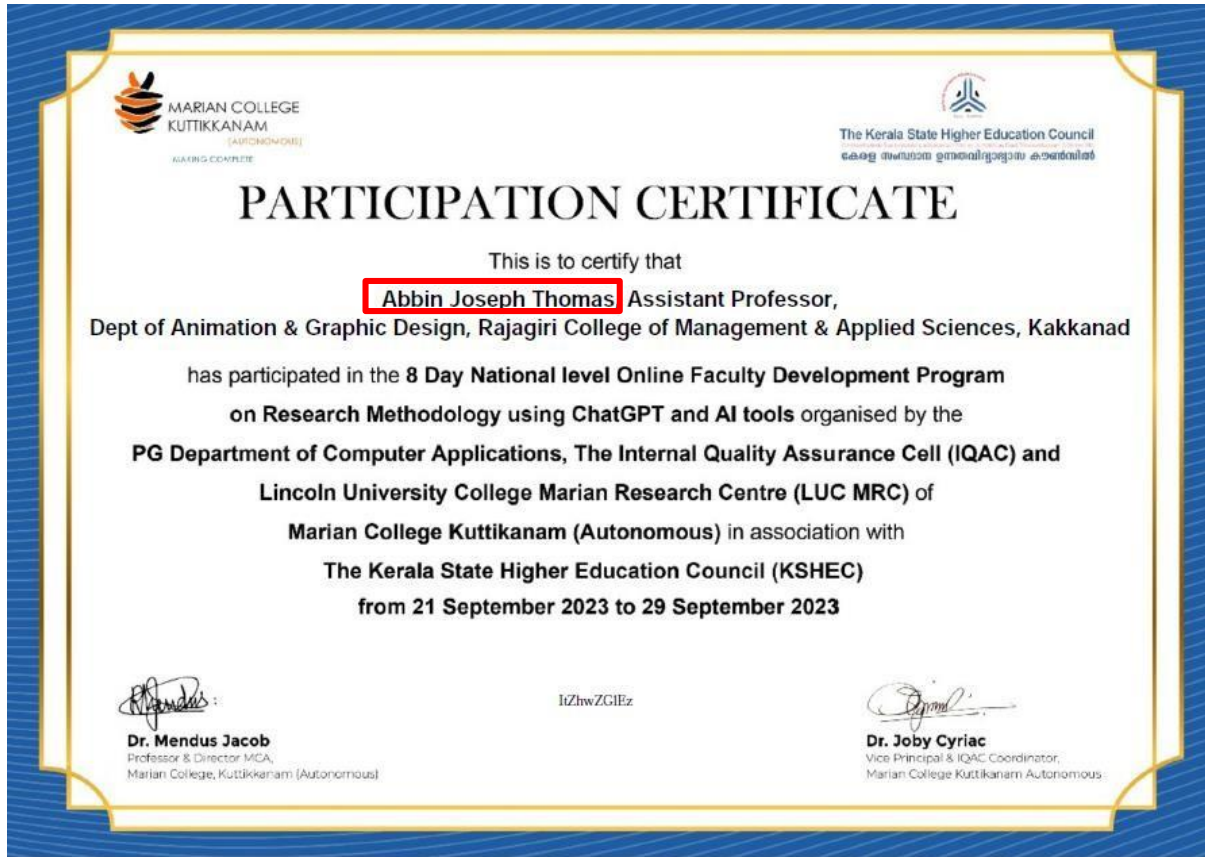 MARIAN COLLEGE
KUTTIKKANAM
(AUTONOMOUS)
MAKING COMPLETE
The Kerala State Higher Education Council
കേരള സംസ്ഥാന ഉന്നതവിദ്യാഭ്യാസ കൗൺസിൽ
PARTICIPATION CERTIFICATE
This is to certify that
Abbin Joseph Thomas, Assistant Professor,
Dept of Animation & Graphic Design, Rajagiri College of Management & Applied Sciences, Kakkanad
has participated in the 8 Day National level Online Faculty Development Program
on Research Methodology using ChatGPT and AI tools organised by the
PG Department of Computer Applications, The Internal Quality Assurance Cell (IQAC) and
Lincoln University College Marian Research Centre (LUC MRC) of
Marian College Kuttikanam (Autonomous) in association with
The Kerala State Higher Education Council (KSHEC)
from 21 September 2023 to 29 September 2023
ItZhwZGlEz
Dr. Mendus Jacob
Professor & Director MCA,
Marian College, Kuttikkanam (Autonomous)
Dr. Joby Cyriac
Vice Principal & IQAC Coordinator,
Marian College Kuttikanam Autonomous